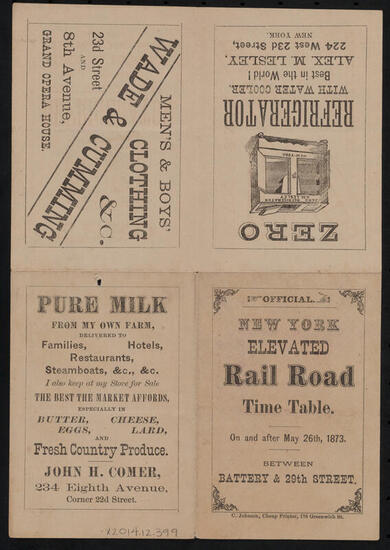 MEN'S & BOYS'
CLOTHING
&c.
WADE & CUMMING
23d Street
AND
8th Avenue,
GRAND OPERA HOUSE.
ZERO
REFRIGERATOR
WITH WATER COOLER
Best in the World!
ALEX. M. LESLEY,
224 West 23d Street,
NEW YORK.
PURE MILK
FROM MY OWN FARM,
DELIVERED TO
Families, Hotels,
Restaurants,
Steamboats, &c., &c.
I also keep at my Store for Sale
THE BEST THE MARKET AFFORDS,
ESPECIALLY IN
BUTTER, CHEESE,
EGGS, LARD,
AND
Fresh Country Produce.
JOHN H. COMER,
234 Eighth Avenue,
Corner 22d Street.
OFFICIAL.
NEW YORK
ELEVATED
Rail Road
Time Table.
On and after May 26th, 1873.
BETWEEN
BATTERY & 29th STREET.
C. Johnson, Cheap Printer, 176 Greenwich St.
X2014.12.399